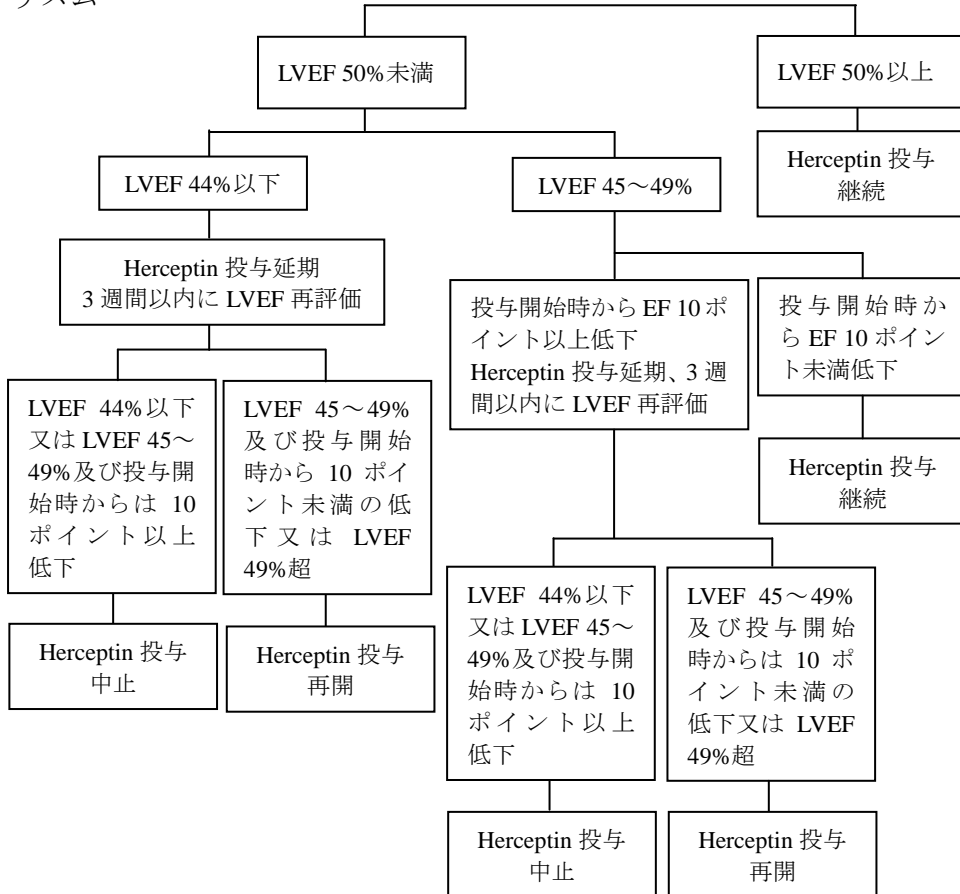 リズム
LVEF 50%未満
LVEF 50%以上
Herceptin 投与
継続
LVEF 44%以下
LVEF 45～49%
Herceptin 投与延期
3 週間以内に LVEF 再評価
投与開始時から EF 10 ポ
イント以上低下
Herceptin 投与延期、3 週
間以内に LVEF 再評価
投与開始時か
ら EF 10 ポイン
ト未満低下
Herceptin 投与
継続
LVEF 44%以下
又は LVEF 45～
49%及び投与開
始時からは 10
ポイント以上
低下
LVEF 45～49%
及び投与開始
時から 10 ポイ
ント未満の低
下又は LVEF
49%超
Herceptin 投与
中止
Herceptin 投与
再開
LVEF 44%以下
又は LVEF 45～
49%及び投与開
始時からは 10
ポイント以上
低下
LVEF 45～49%
及び投与開始
時からは 10 ポ
イント未満の
低下又は LVEF
49%超
Herceptin 投与
中止
Herceptin 投与
再開